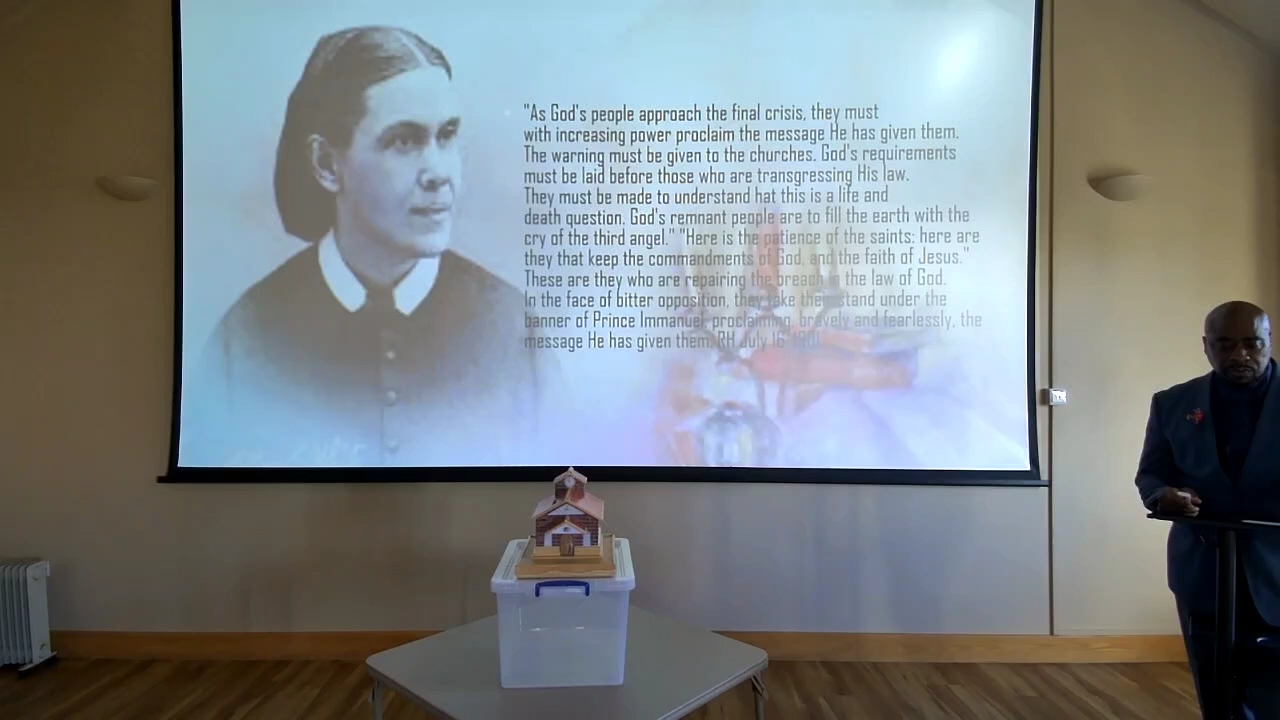 "As God's people approach the final crisis, they must
with increasing power proclaim the message He has given them.
The warning must be given to the churches. God's requirements
must be laid before those who are transgressing His law.
They must be made to understand hat this is a life and
death question. God's remnant people are to fill the earth with the
cry of the third angel." "Here is the patience of the saints: here are
they that keep the commandments of God, and the faith of Jesus."
These are they who are repairing the breach in the law of God.
In the face of bitter opposition, they take their stand under the
banner of Prince Immanuel, proclaiming, bravely and fearlessly, the
message He has given them. RH July 16, 1901